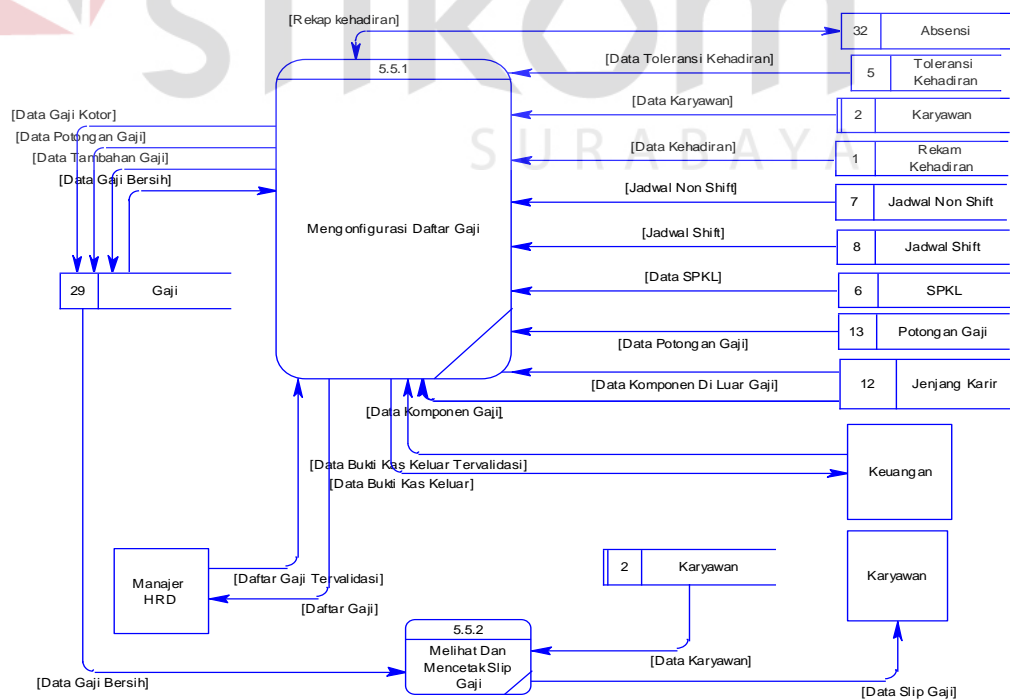 stikom
SURABAYA
[Rekap kehadiran]
32
Absensi
5.5.1
[Data Toleransi Kehadiran]
5
Toleransi
Kehadiran
[Data Gaji Kotor]
[Data Karyawan]
2
Karyawan
[Data Potongan Gaji]
[Data Tambahan Gaji]
[Data Kehadiran]
1
Rekam
Kehadiran
[Data Gaji Bersih]
[Jadwal Non Shift]
7
Jadwal Non Shift
Mengonfigurasi Daftar Gaji
[Jadwal Shift]
8
Jadwal Shift
29
Gaji
[Data SPKL]
6
SPKL
13
Potongan Gaji
[Data Potongan Gaji]
[Data Komponen Di Luar Gaji]
12
Jenjang Karir
[Data Komponen Gaji]
[Data Bukti Kas Keluar Tervalidasi]
[Data Bukti Kas Keluar]
Keuangan
Manajer
HRD
[Daftar Gaji Tervalidasi]
[Daftar Gaji]
2
Karyawan
Karyawan
5.5.2
Melihat Dan
Mencetak Slip
Gaji
[Data Karyawan]
[Data Gaji Bersih]
[Data Slip Gaji]